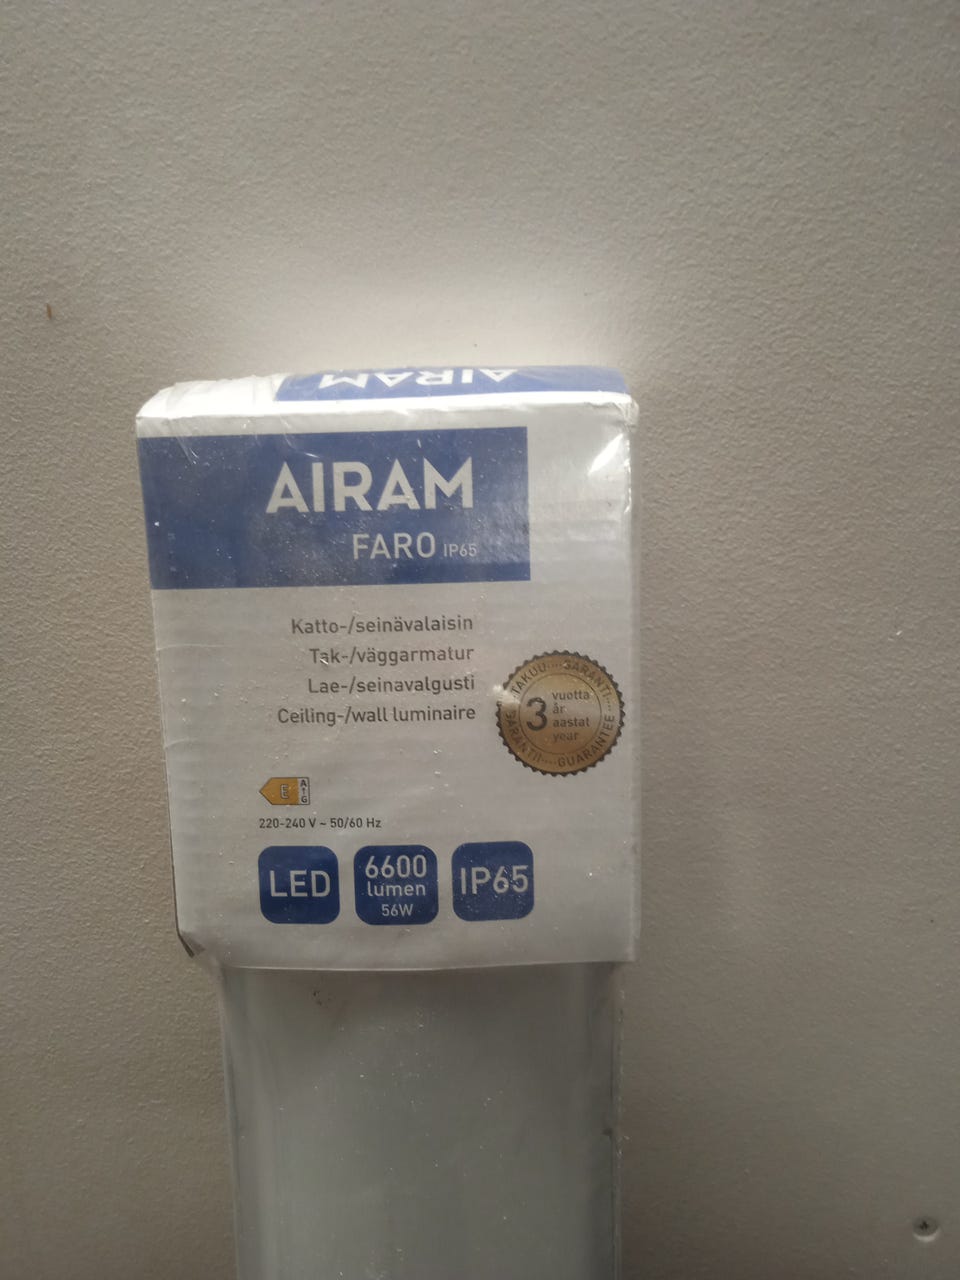 AIRAM
AIRAM
FARO IP65
Katto-/seinävalaisin
Tak-/väggarmatur
Lae-/seinavalgusti
Ceiling-/wall luminaire
TAKUU····GARANTI····GUARANTEE····GARANTII
3
vuotta
år
aastat
year
E
A
↑
G
220-240 V ~ 50/60 Hz
LED
6600
lumen
56W
IP65